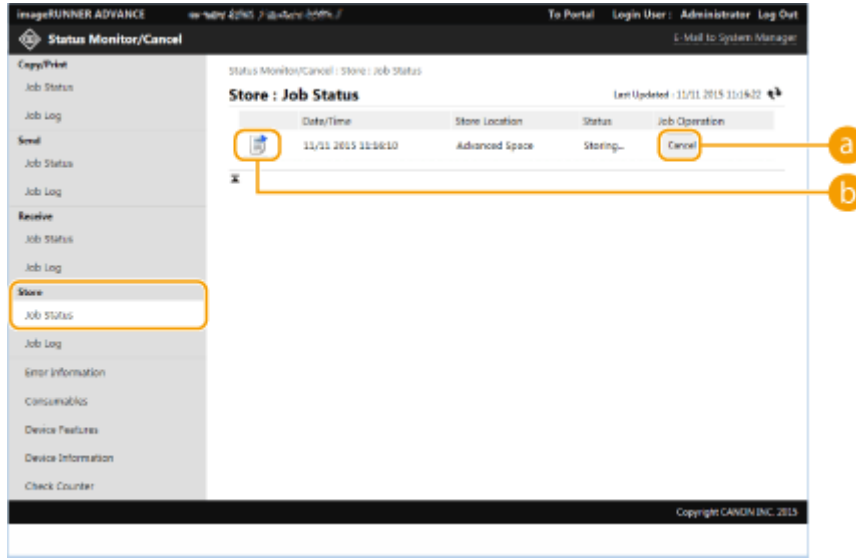 imageRUNNER ADVANCE To Portal Login User : Administrator Log Out
Status Monitor/Cancel E-Mail to System Manager
Copy/Print
Job Status
Job Log
Send
Job Status
Job Log
Receive
Job Status
Job Log
Store
Job Status
Job Log
Error Information
Consumables
Device Features
Device Information
Check Counter
Status Monitor/Cancel : Store : Job Status
Store : Job Status Last Updated : 11/11 2015 11:16:22
Date/Time Store Location Status Job Operation
11/11 2015 11:16:10 Advanced Space Storing... Cancel
a
b
Copyright CANON INC. 2015